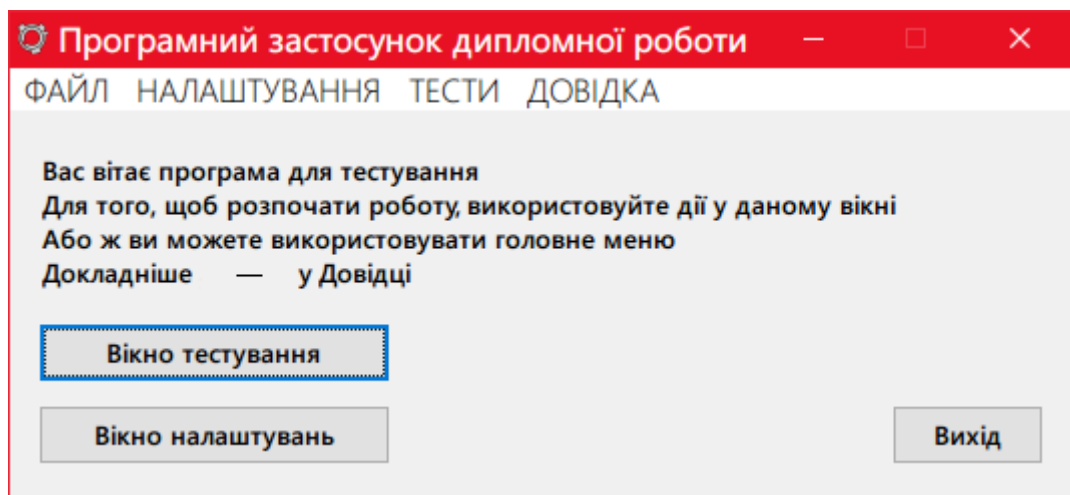 Програмний застосунок дипломної роботи
ФАЙЛ НАЛАШТУВАННЯ ТЕСТИ ДОВІДКА
Вас вітає програма для тестування
Для того, щоб розпочати роботу, використовуйте дії у даному вікні
Або ж ви можете використовувати головне меню
Докладніше — у Довідці
Вікно тестування
Вікно налаштувань
Вихід